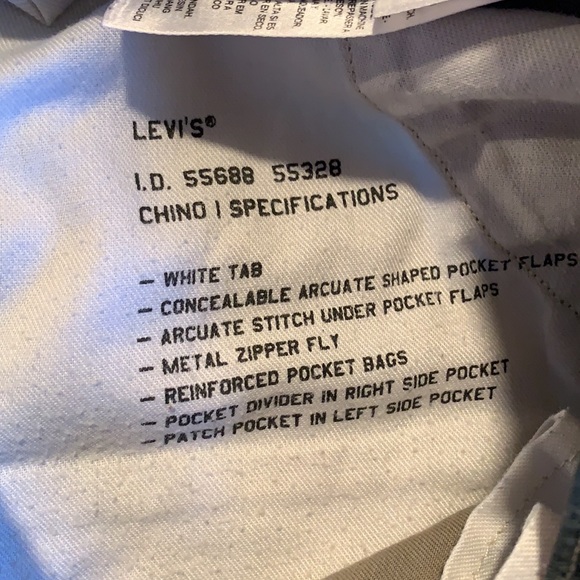 LEVI'S®
I.D. 55688 55328
CHINO | SPECIFICATIONS
– WHITE TAB
– CONCEALABLE ARCUATE SHAPED POCKET FLAPS
– ARCUATE STITCH UNDER POCKET FLAPS
– METAL ZIPPER FLY
– REINFORCED POCKET BAGS
– POCKET DIVIDER IN RIGHT SIDE POCKET
– PATCH POCKET IN LEFT SIDE POCKET